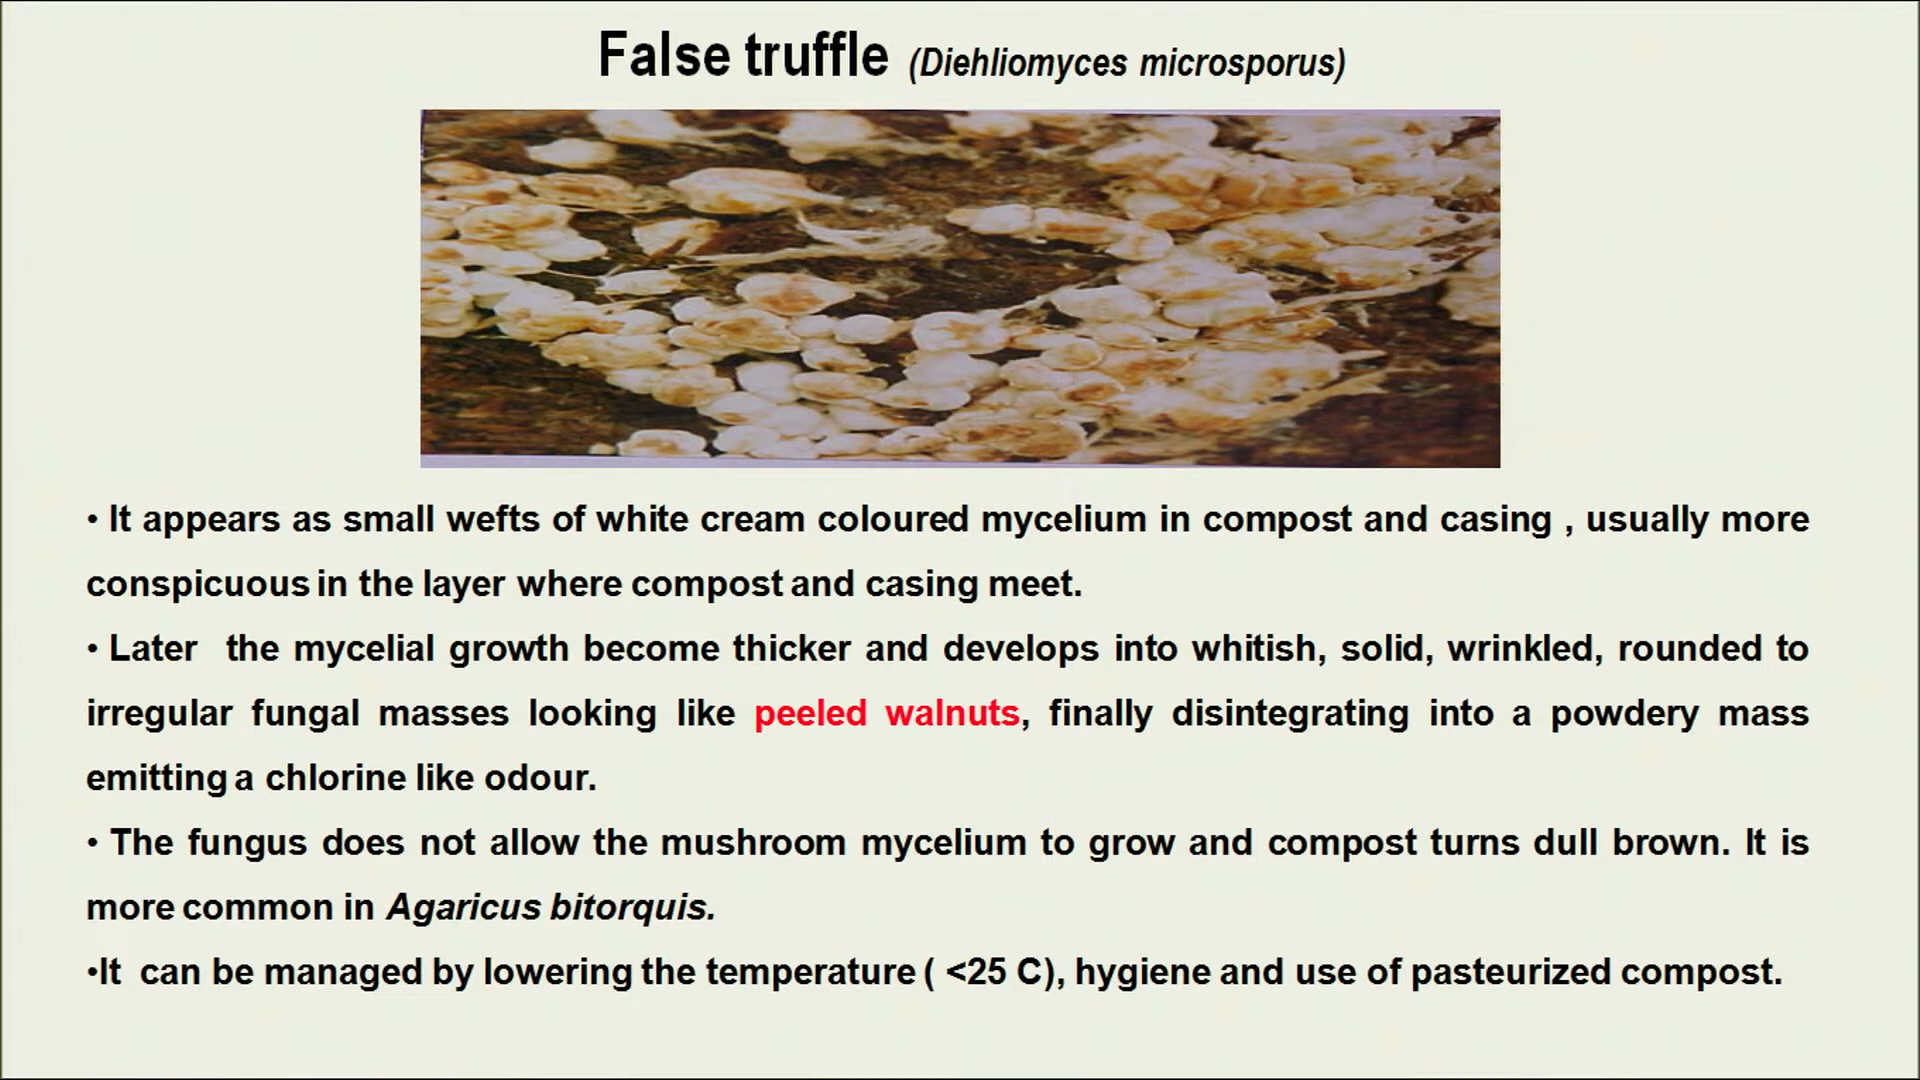 False truffle (Diehliomyces microsporus)
• It appears as small wefts of white cream coloured mycelium in compost and casing , usually more
conspicuous in the layer where compost and casing meet.
• Later the mycelial growth become thicker and develops into whitish, solid, wrinkled, rounded to
irregular fungal masses looking like peeled walnuts, finally disintegrating into a powdery mass
emitting a chlorine like odour.
• The fungus does not allow the mushroom mycelium to grow and compost turns dull brown. It is
more common in Agaricus bitorquis.
•It can be managed by lowering the temperature ( <25 C), hygiene and use of pasteurized compost.